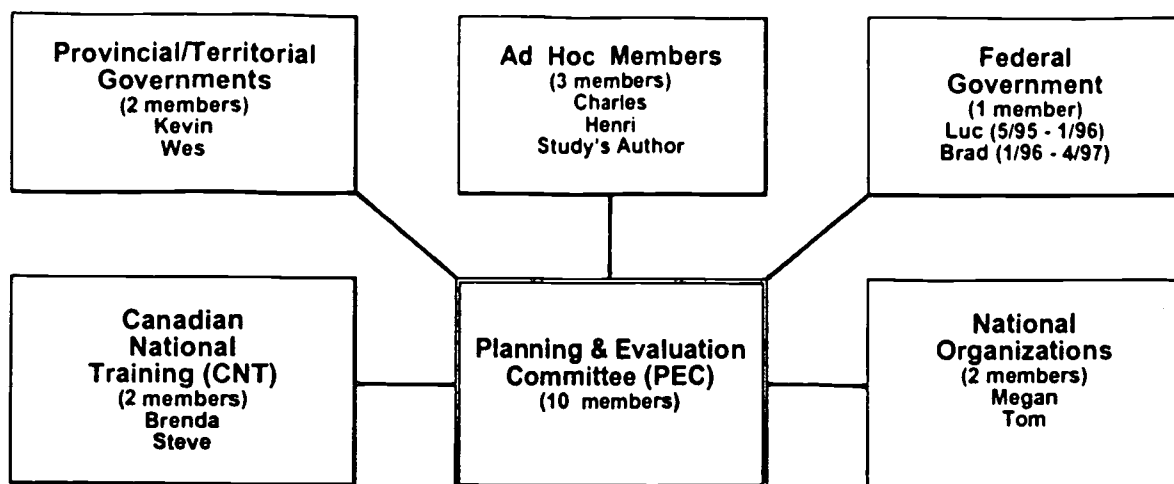 Provincial/Territorial
Governments
(2 members)
Kevin
Wes
Ad Hoc Members
(3 members)
Charles
Henri
Study's Author
Federal
Government
(1 member)
Luc (5/95 - 1/96)
Brad (1/96 - 4/97)
Canadian
National
Training (CNT)
(2 members)
Brenda
Steve
Planning & Evaluation
Committee (PEC)
(10 members)
National
Organizations
(2 members)
Megan
Tom